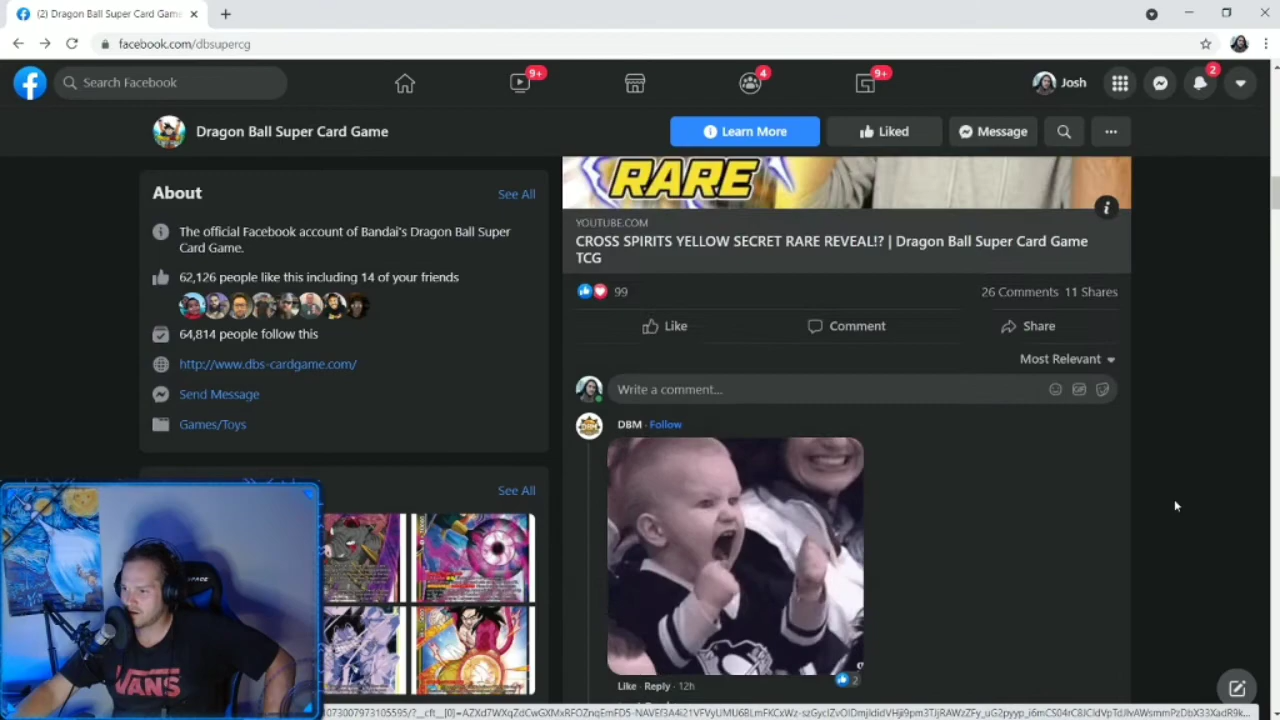 (2) Dragon Ball Super Card Game
facebook.com/dbsupercg
Search Facebook
9+
4
9+
Josh
2
Dragon Ball Super Card Game
Learn More
Liked
Message
About
See All
The official Facebook account of Bandai's Dragon Ball Super
Card Game.
62,126 people like this including 14 of your friends
64,814 people follow this
http://www.dbs-cardgame.com/
Send Message
Games/Toys
See All
RARE
YOUTUBE.COM
CROSS SPIRITS YELLOW SECRET RARE REVEAL!? | Dragon Ball Super Card Game
TCG
99
26 Comments 11 Shares
Like
Comment
Share
Most Relevant
Write a comment...
GIF
DBM · Follow
Like · Reply · 12h
2
SPACE
VANS